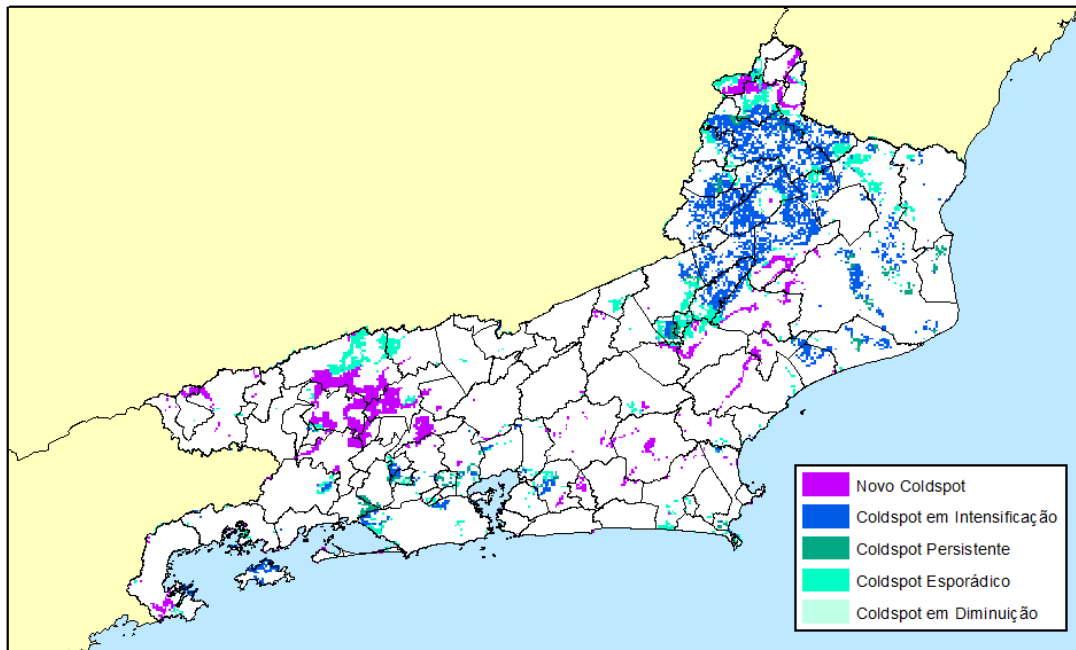 Novo Coldspot
Coldspot em Intensificação
Coldspot Persistente
Coldspot Esporádico
Coldspot em Diminuição